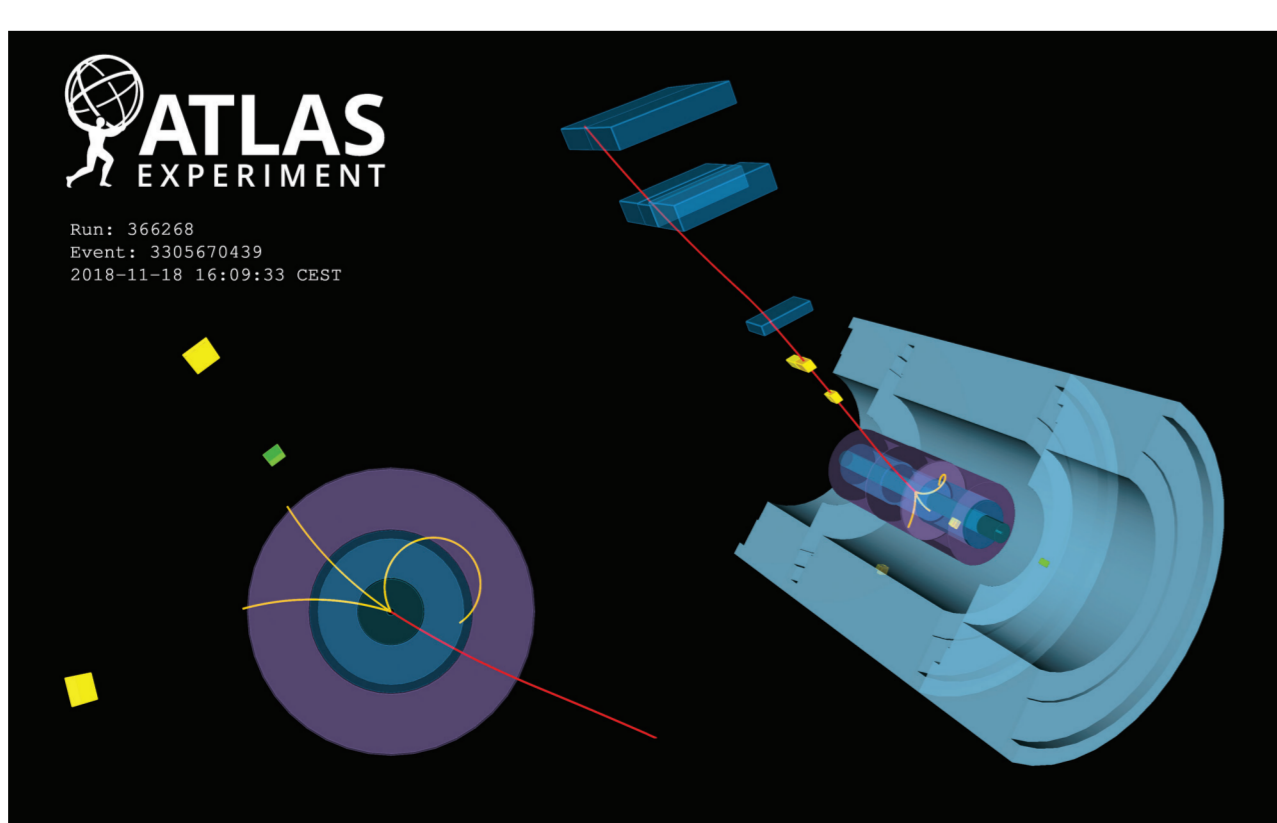 ATLAS
EXPERIMENT
Run: 366268
Event: 3305670439
2018-11-18 16:09:33 CEST